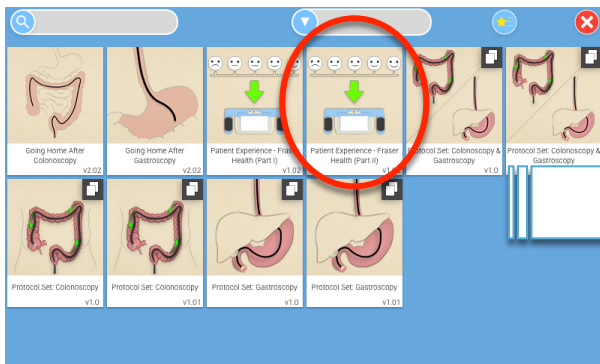 Going Home After
Colonoscopy
v2.02
Going Home After
Gastroscopy
v2.02
Patient Experience - Fraser
Health (Part I)
v1.02
Patient Experience - Fraser
Health (Part II)
Protocol Set: Colonoscopy &
Gastroscopy
v1.0
Protocol Set: Colonoscopy &
Gastroscopy
Protocol Set: Colonoscopy
v1.0
Protocol Set: Colonoscopy
v1.01
Protocol Set: Gastroscopy
v1.0
Protocol Set: Gastroscopy
v1.01